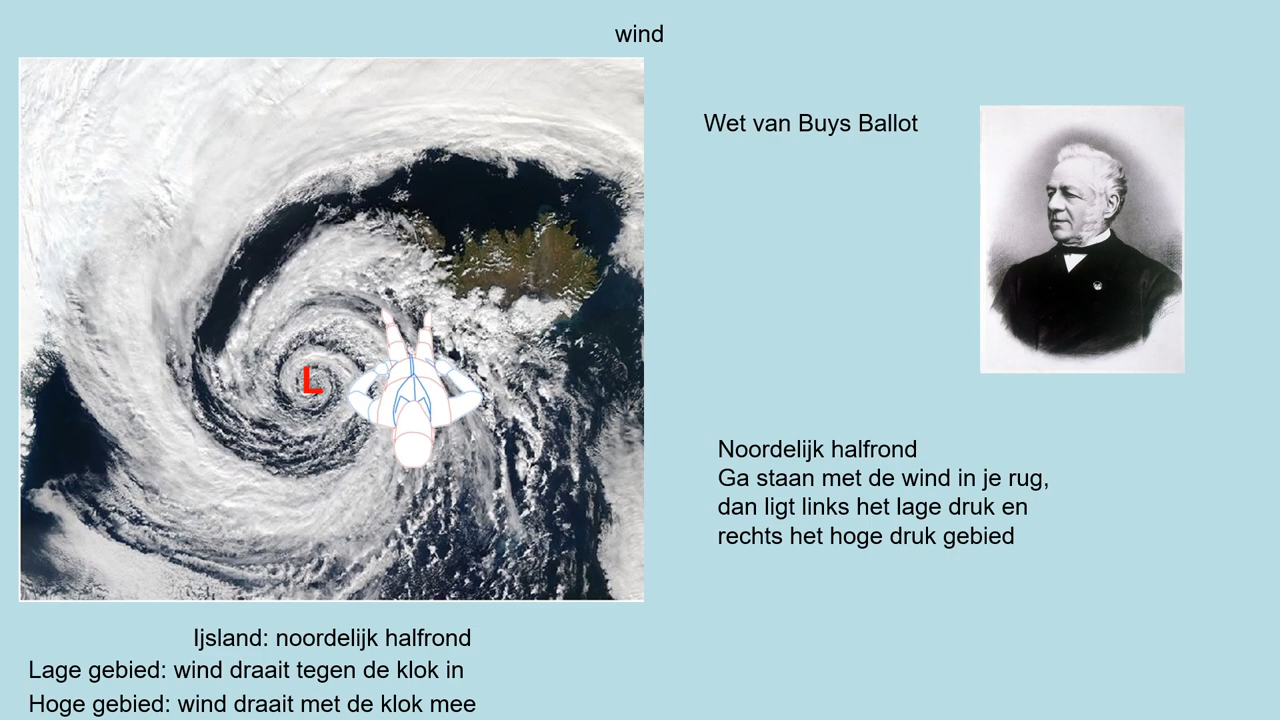 wind
Wet van Buys Ballot
L
Noordelijk halfrond
Ga staan met de wind in je rug,
dan ligt links het lage druk en
rechts het hoge druk gebied
Ijsland: noordelijk halfrond
Lage gebied: wind draait tegen de klok in
Hoge gebied: wind draait met de klok mee